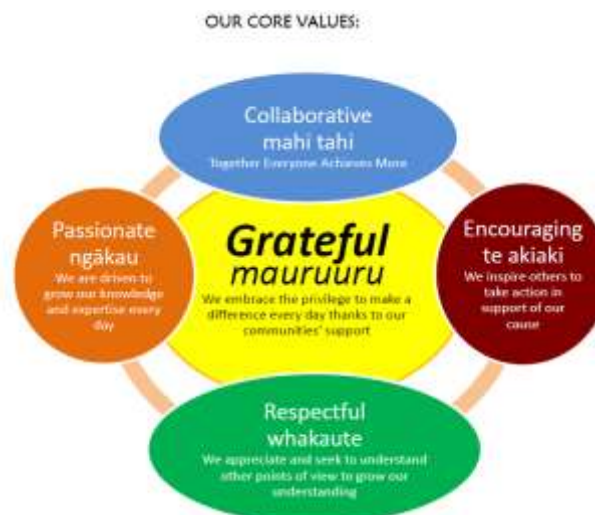 OUR CORE VALUES:
Collaborative
mahi tahi
Together Everyone Achieves More
Passionate
ngākau
We are driven to
grow our knowledge
and expertise every
day
Grateful
mauruuru
We embrace the privilege to make a
difference every day thanks to our
communities' support
Encouraging
te akiaki
We inspire others to
take action in
support of our
cause
Respectful
whakaute
We appreciate and seek to understand
other points of view to grow our
understanding